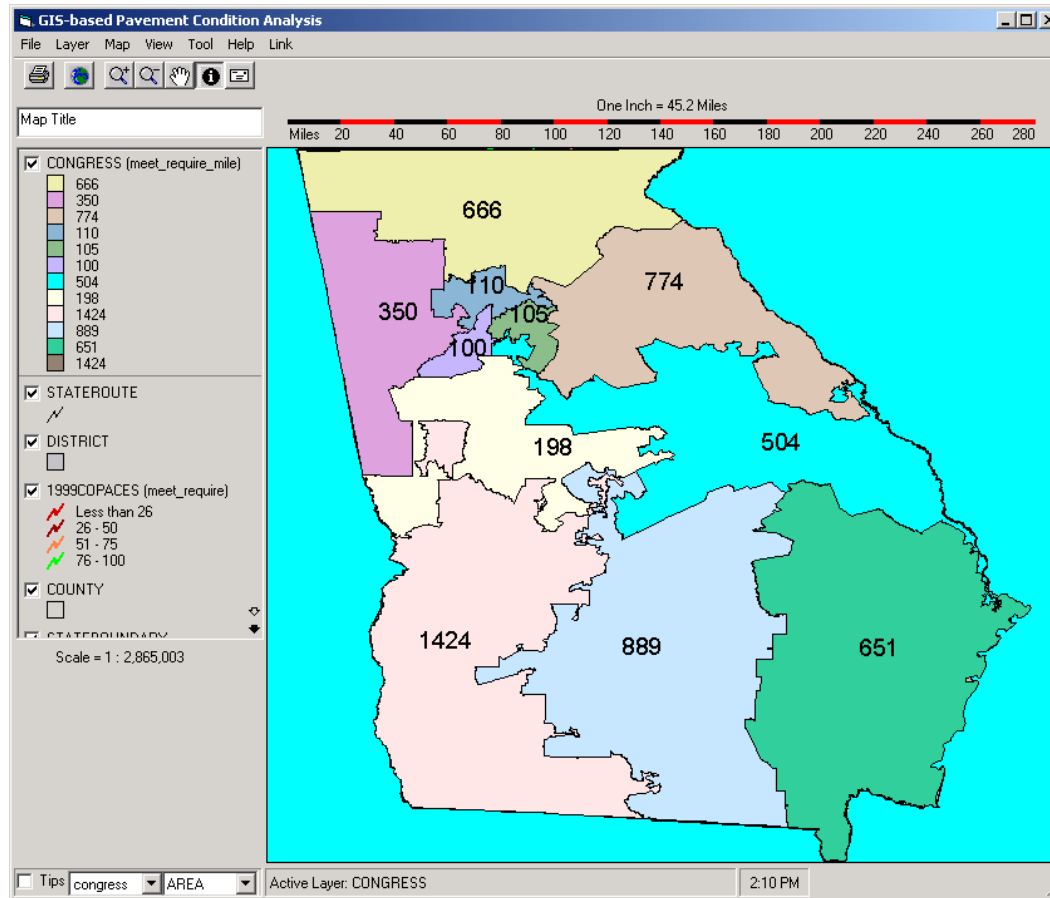 GIS-based Pavement Condition Analysis
File Layer Map View Tool Help Link
Map Title
One Inch = 45.2 Miles
Miles 20 40 60 80 100 120 140 160 180 200 220 240 260 280
CONGRESS (meet_require_mile)
666
350
774
110
105
100
504
198
1424
889
651
1424
STATEROUTE
DISTRICT
1999COPACES (meet_require)
Less than 26
26 - 50
51 - 75
76 - 100
COUNTY
STATEBOUNDARY
Scale = 1 : 2,865,003
666
774
110
350
105
100
198
504
1424
889
651
Tips congress AREA
Active Layer: CONGRESS
2:10 PM